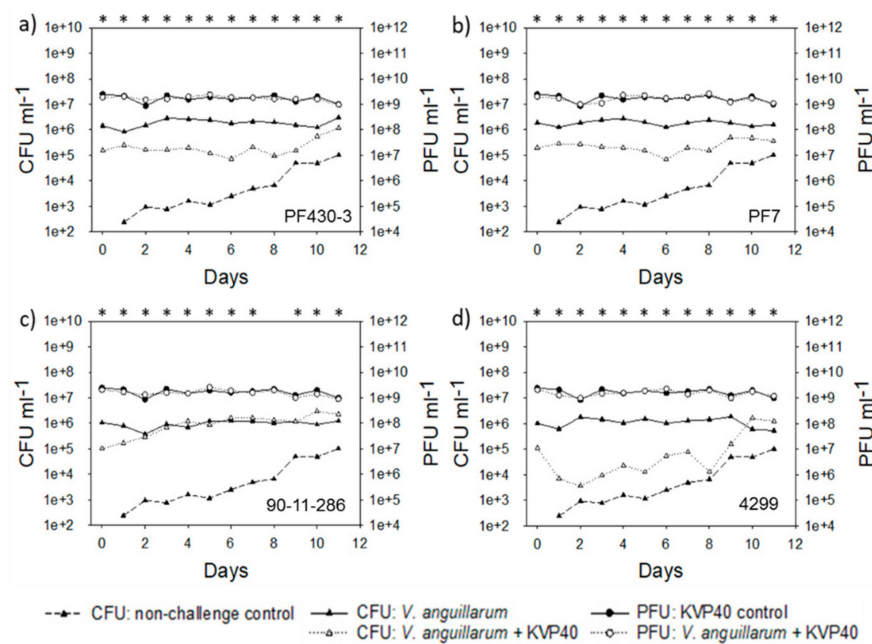 a) * * * * * * * * * * * *
1e+10 1e+12
1e+9 1e+11
1e+8 1e+10
1e+7 1e+9
1e+6 1e+8
1e+5 1e+7
1e+4 1e+6
1e+3 1e+5
1e+2 1e+4
CFU ml-1
PFU ml-1
PF430-3
0 2 4 6 8 10 12
Days
b) * * * * * * * * * * * *
1e+10 1e+12
1e+9 1e+11
1e+8 1e+10
1e+7 1e+9
1e+6 1e+8
1e+5 1e+7
1e+4 1e+6
1e+3 1e+5
1e+2 1e+4
CFU ml-1
PFU ml-1
PF7
0 2 4 6 8 10 12
Days
c) * * * * * * * * * * *
1e+10 1e+12
1e+9 1e+11
1e+8 1e+10
1e+7 1e+9
1e+6 1e+8
1e+5 1e+7
1e+4 1e+6
1e+3 1e+5
1e+2 1e+4
CFU ml-1
PFU ml-1
90-11-286
0 2 4 6 8 10 12
Days
d) * * * * * * * * * * * *
1e+10 1e+12
1e+9 1e+11
1e+8 1e+10
1e+7 1e+9
1e+6 1e+8
1e+5 1e+7
1e+4 1e+6
1e+3 1e+5
1e+2 1e+4
CFU ml-1
PFU ml-1
4299
0 2 4 6 8 10 12
Days
CFU: non-challenge control CFU: V. anguillarum PFU: KVP40 control
CFU: V. anguillarum + KVP40 PFU: V. anguillarum + KVP40